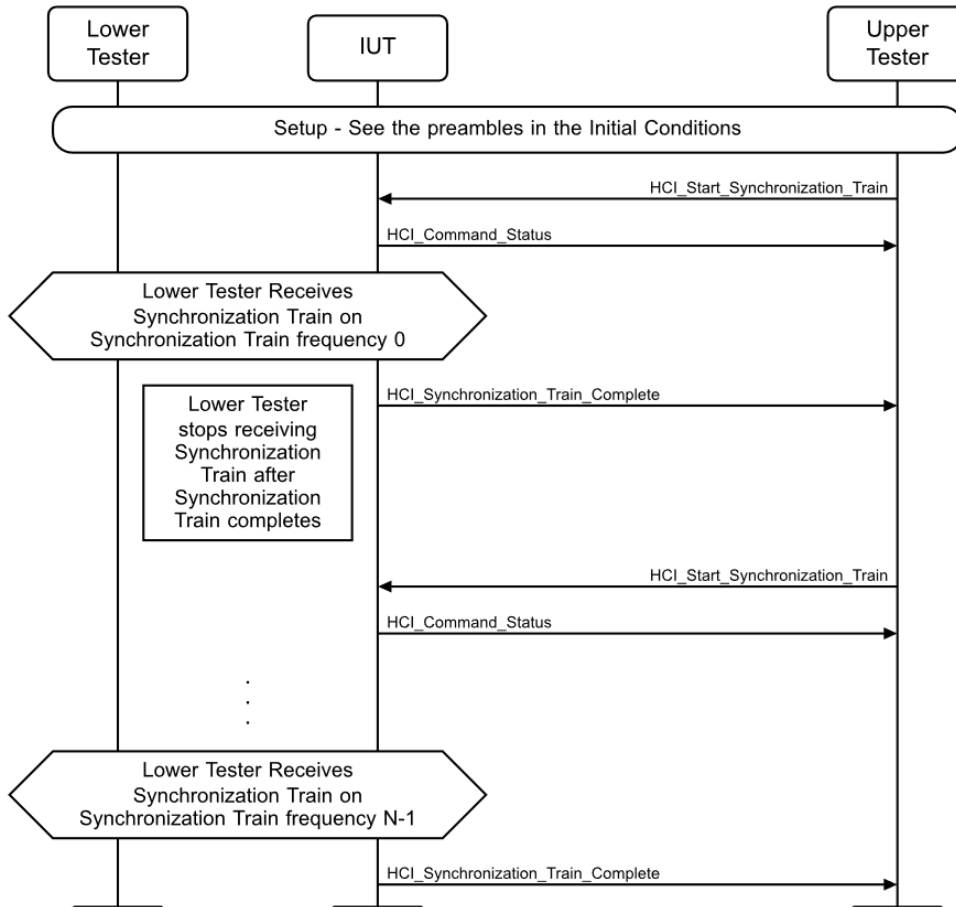 Lower
Tester
IUT
Upper
Tester
Setup - See the preambles in the Initial Conditions
HCI_Start_Synchronization_Train
HCI_Command_Status
Lower Tester Receives
Synchronization Train on
Synchronization Train frequency 0
HCI_Synchronization_Train_Complete
Lower Tester
stops receiving
Synchronization
Train after
Synchronization
Train completes
HCI_Start_Synchronization_Train
HCI_Command_Status
.
.
.
Lower Tester Receives
Synchronization Train on
Synchronization Train frequency N-1
HCI_Synchronization_Train_Complete